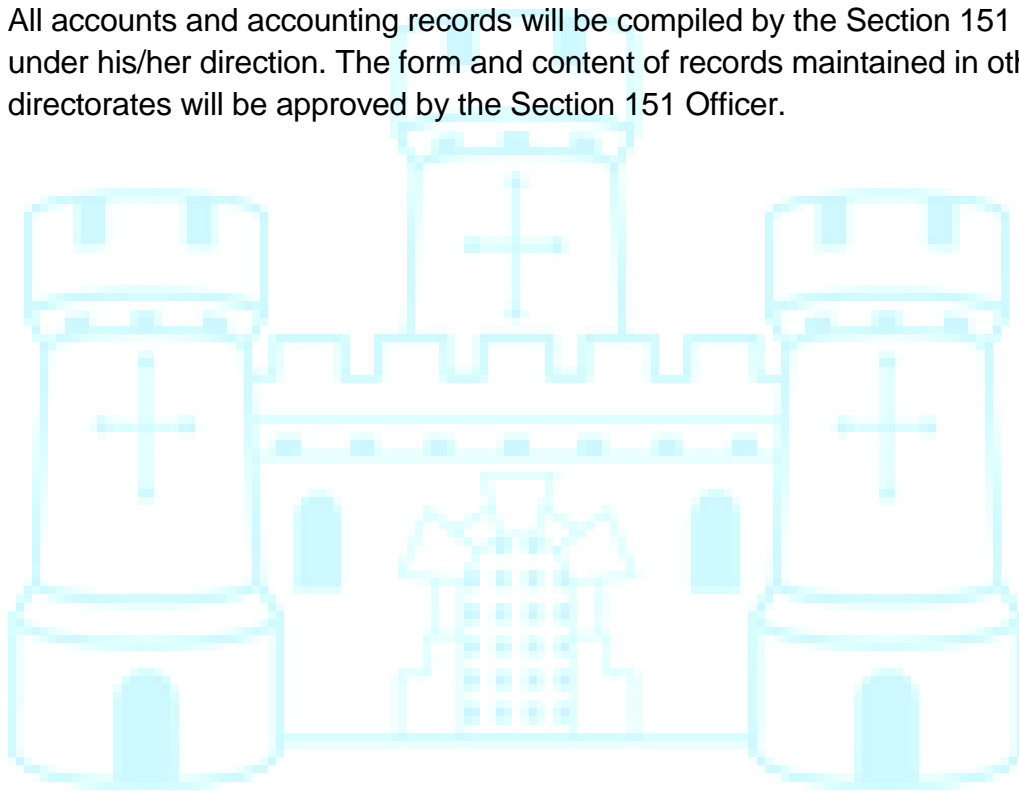 All accounts and accounting records will be compiled by the Section 151
under his/her direction. The form and content of records maintained in
directorates will be approved by the Section 151 Officer.